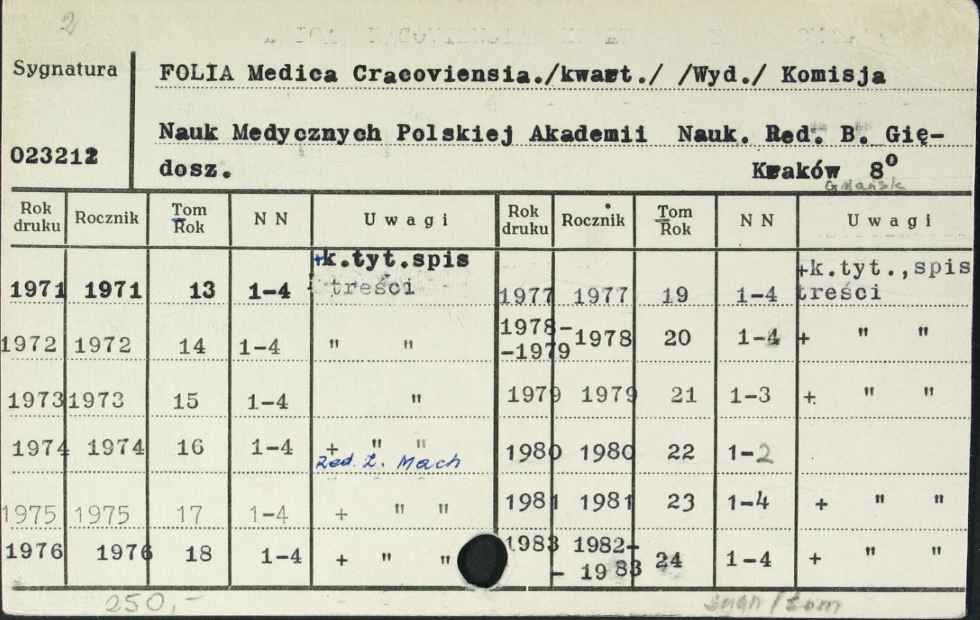 2
Sygnatura
FOLIA Medica Cracoviensia./kwart./ /Wyd./ Komisja
Nauk Medycznych Polskiej Akademii Nauk. Red. B. Gię-
023212
dosz. Kraków 8°
Gdańsk
Rok druku Rocznik Tom Rok N N Uwagi Rok druku Rocznik Tom Rok N N Uwagi
1971 1971 13 1-4 +k.tyt.spis treści
1972 1972 14 1-4 " "
1973 1973 15 1-4 "
1974 1974 16 1-4 + " "
Red. Z. Mach
1975 1975 17 1-4 + " "
1976 1976 18 1-4 + " "
1977 1977 19 1-4 +k.tyt.,spis treści
1978-
-1979 1978 20 1-4 + " "
1979 1979 21 1-3 + " "
1980 1980 22 1-2
1981 1981 23 1-4 + " "
1983 1982-
- 1983 24 1-4 + " "
250,-